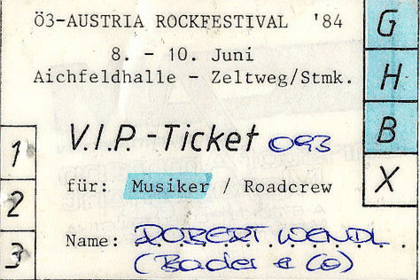 Ö3-AUSTRIA ROCKFESTIVAL '84
8. - 10. Juni
Aichfeldhalle - Zeltweg/Stmk.
V.I.P.-Ticket 093
für: Musiker / Roadcrew
Name: ROBERT WENDL
(Bader & Co)
1
2
3
G
H
B
X